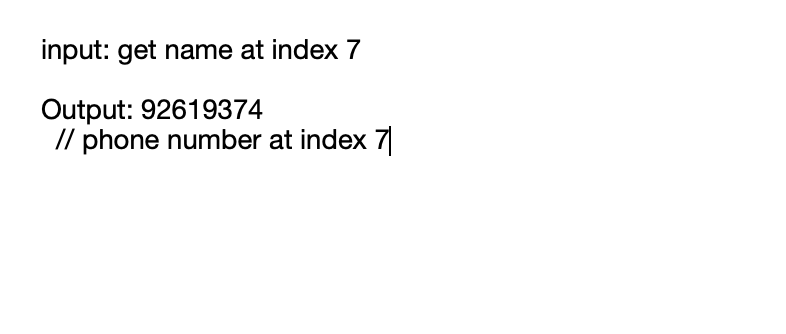 input: get name at index 7
Output: 92619374
// phone number at index 7